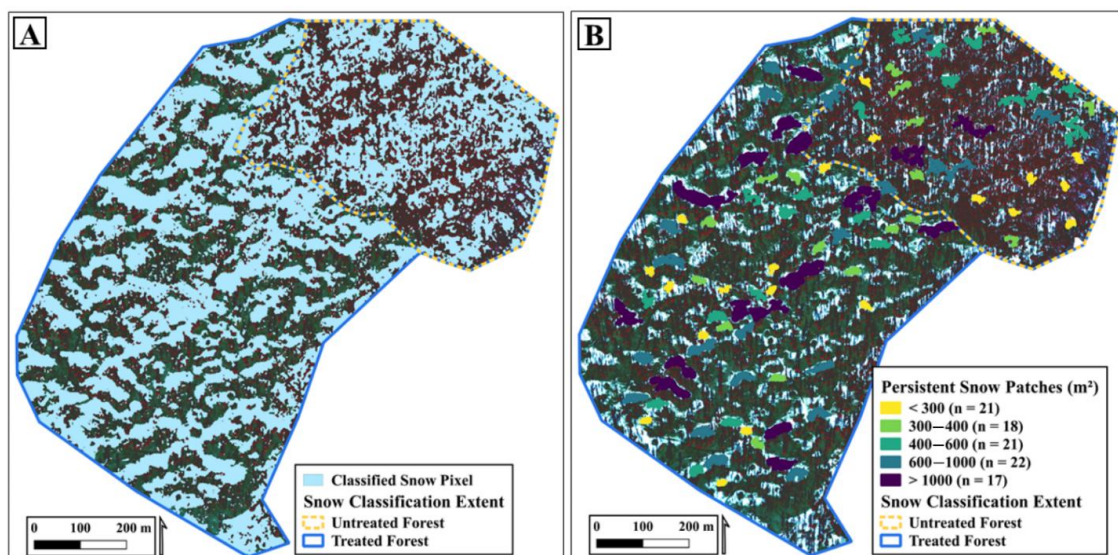 A
Classified Snow Pixel
Snow Classification Extent
Untreated Forest
Treated Forest
0 100 200 m
B
Persistent Snow Patches (m²)
< 300 (n = 21)
300—400 (n = 18)
400—600 (n = 21)
600—1000 (n = 22)
> 1000 (n = 17)
Snow Classification Extent
Untreated Forest
Treated Forest
0 100 200 m